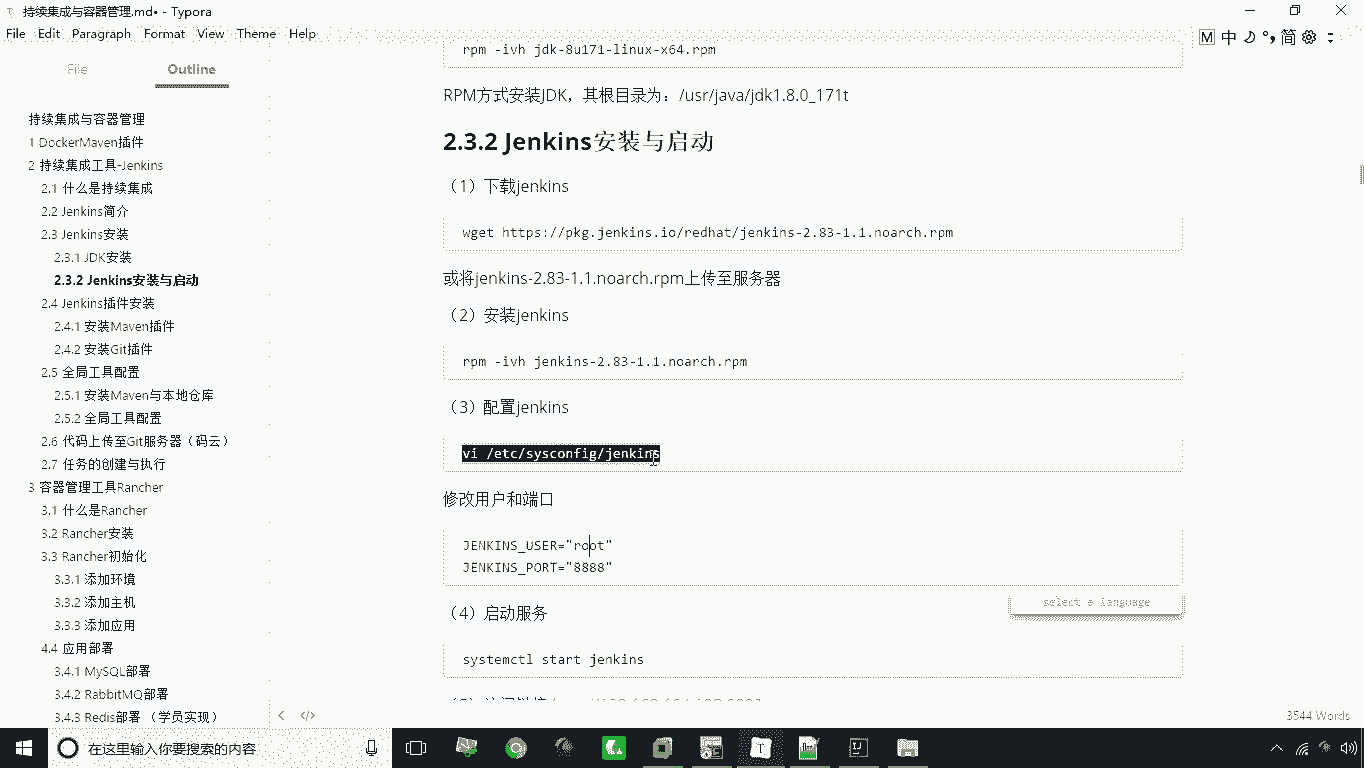 持续集成与容器管理.md• - Typora
File Edit Paragraph Format View Theme Help
M 中 简
File Outline
持续集成与容器管理
1 DockerMaven插件
2 持续集成工具-Jenkins
2.1 什么是持续集成
2.2 Jenkins简介
2.3 Jenkins安装
2.3.1 JDK安装
2.3.2 Jenkins安装与启动
2.4 Jenkins插件安装
2.4.1 安装Maven插件
2.4.2 安装Git插件
2.5 全局工具配置
2.5.1 安装Maven与本地仓库
2.5.2 全局工具配置
2.6 代码上传至Git服务器（码云）
2.7 任务的创建与执行
3 容器管理工具Rancher
3.1 什么是Rancher
3.2 Rancher安装
3.3 Rancher初始化
3.3.1 添加环境
3.3.2 添加主机
3.3.3 添加应用
4.4 应用部署
3.4.1 MySQL部署
3.4.2 RabbitMQ部署
3.4.3 Redis部署 （学员实现）
rpm -ivh jdk-8u171-linux-x64.rpm
RPM方式安装JDK，其根目录为：/usr/java/jdk1.8.0_171t
2.3.2 Jenkins安装与启动
（1）下载jenkins
wget https://pkg.jenkins.io/redhat/jenkins-2.83-1.1.noarch.rpm
或将jenkins-2.83-1.1.noarch.rpm上传至服务器
（2）安装jenkins
rpm -ivh jenkins-2.83-1.1.noarch.rpm
（3）配置jenkins
vi /etc/sysconfig/jenkins
修改用户和端口
JENKINS_USER="root"
JENKINS_PORT="8888"
select a language
（4）启动服务
systemctl start jenkins
3544 Words
在这里输入你要搜索的内容